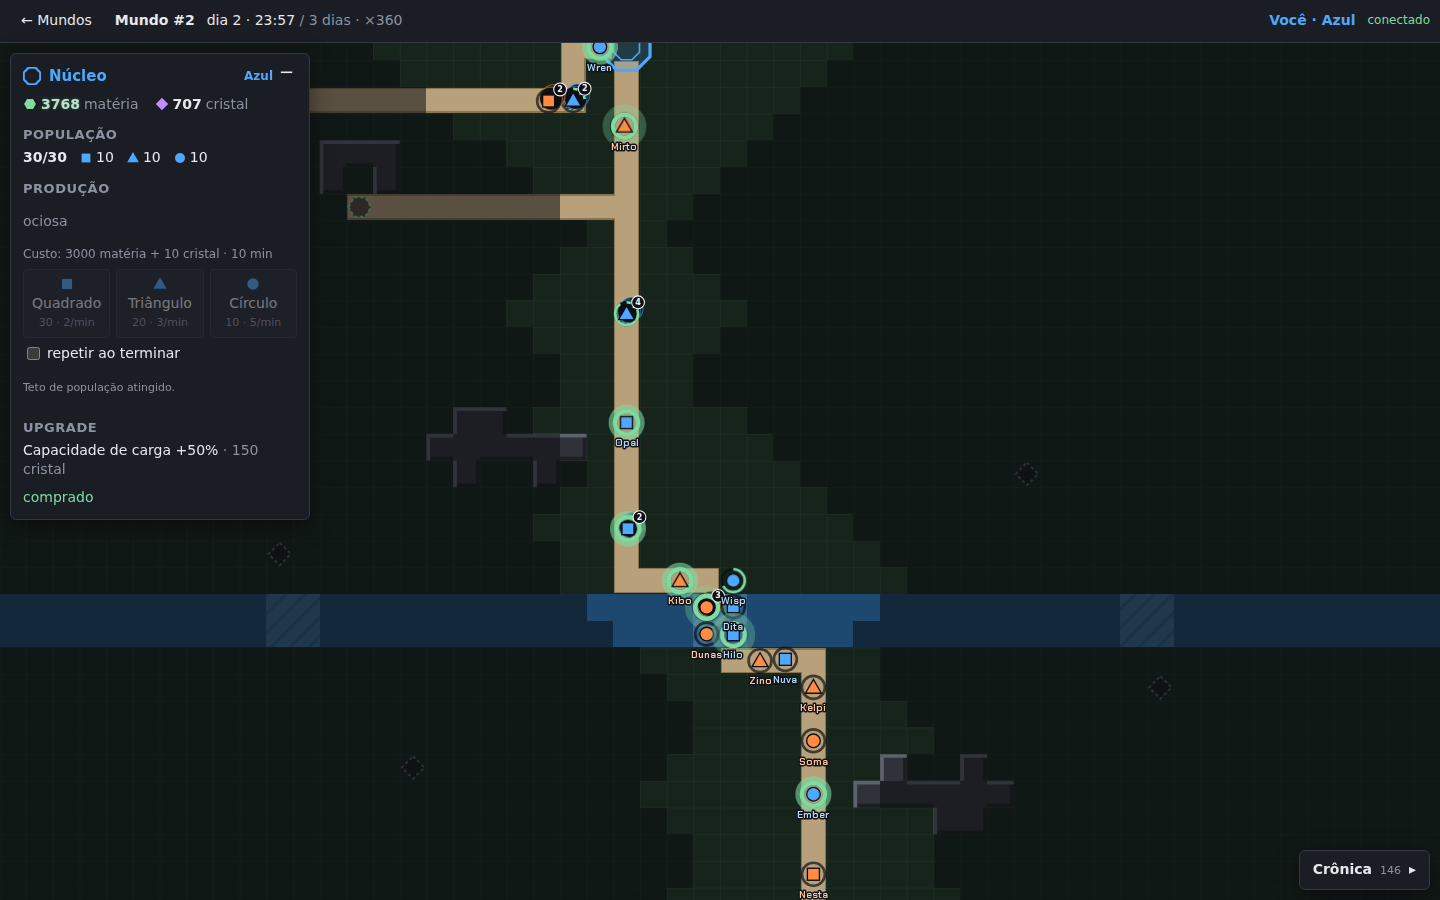 ← Mundos Mundo #2 dia 2 · 23:57 / 3 dias · ×360 Você · Azul conectado
Núcleo Azul —
3768 matéria 707 cristal
POPULAÇÃO
30/30 10 10 10
PRODUÇÃO
ociosa
Custo: 3000 matéria + 10 cristal · 10 min
Quadrado Triângulo Círculo
30 · 2/min 20 · 3/min 10 · 5/min
repetir ao terminar
Teto de população atingido.
UPGRADE
Capacidade de carga +50% · 150
cristal
comprado
Wren
2 2
Mirto
4
Opal
2
Kibo Wisp
3
Dita
Dunas Hilo
Zino Nuva
Kelpi
Soma
Ember
Nesta
Crônica 146 ▸